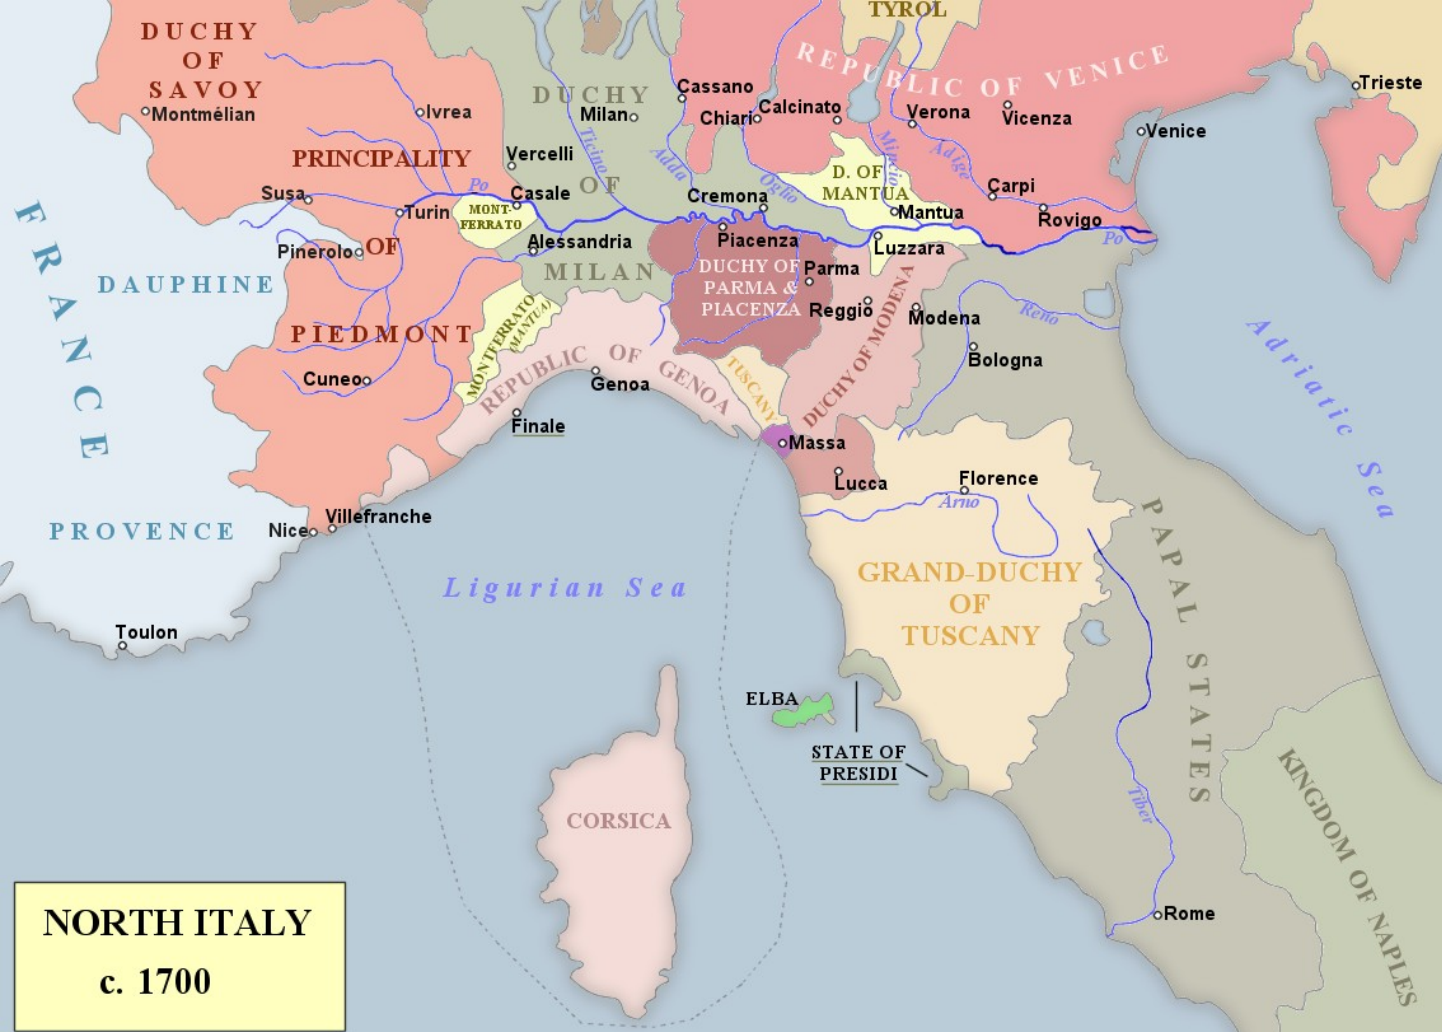 DUCHY
OF
SAVOY
Montmélian
Ivrea
PRINCIPALITY
OF
PIEDMONT
Susa
Turin
Pinerolo
Cuneo
Nice
Villefranche
FRANCE
DAUPHINE
PROVENCE
Toulon
DUCHY
OF
MILAN
Milan
Vercelli
Casale
Alessandria
Po
Ticino
Adda
Oglio
Cremona
MONT-
FERRATO
MONTFERRATO
(MANTUA)
TYROL
REPUBLIC OF VENICE
Cassano
Chiari
Calcinato
Verona
Vicenza
Venice
Trieste
Mincio
Adige
Carpi
Rovigo
Po
D. OF
MANTUA
Mantua
Luzzara
Piacenza
DUCHY OF
PARMA &
PIACENZA
Parma
Reggio
Modena
DUCHY OF MODENA
Reno
Bologna
REPUBLIC OF GENOA
Genoa
Finale
TUSCANY
Massa
Lucca
Florence
Arno
GRAND-DUCHY
OF
TUSCANY
PAPAL STATES
Adriatic Sea
Ligurian Sea
ELBA
STATE OF
PRESIDI
CORSICA
Tiber
Rome
KINGDOM OF NAPLES
NORTH ITALY
c. 1700